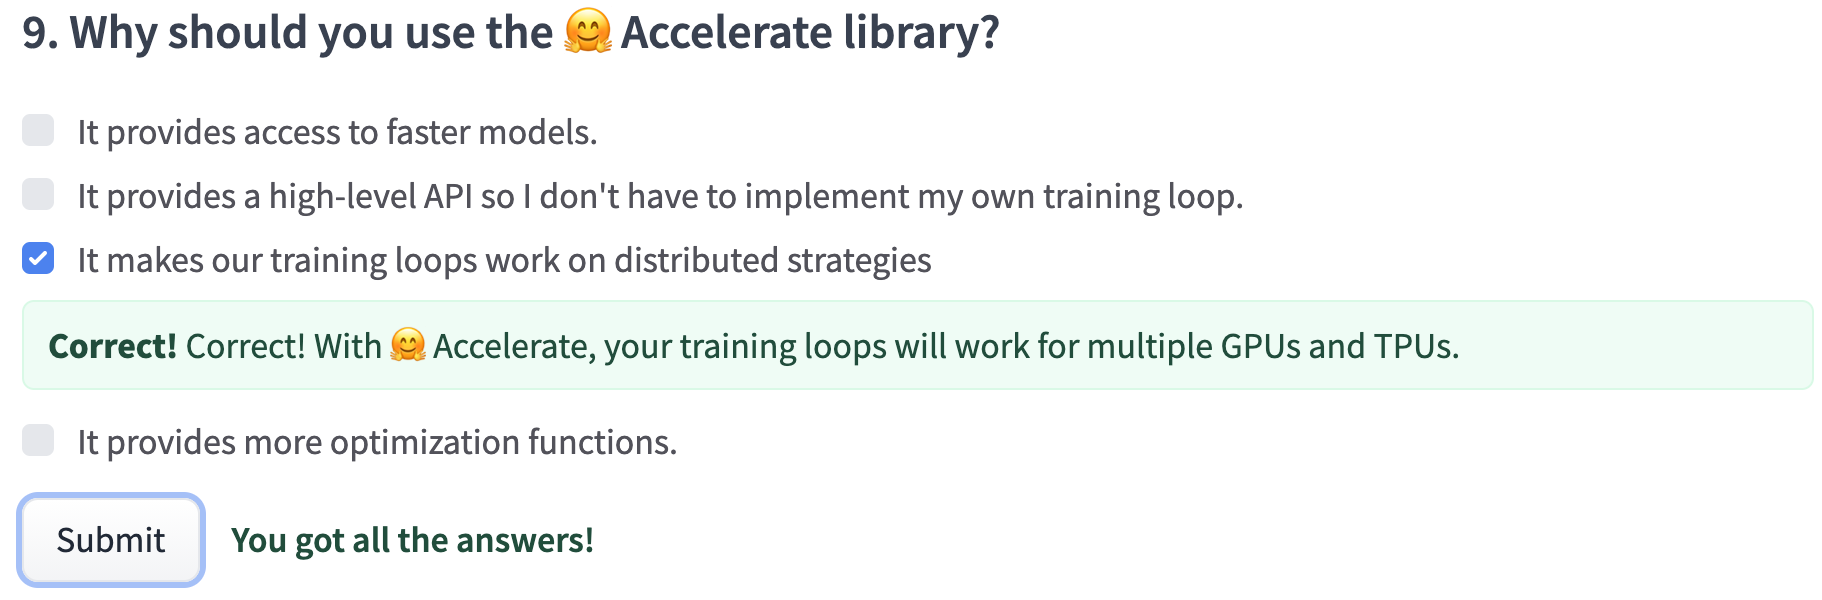 9. Why should you use the 🤗 Accelerate library?
It provides access to faster models.
It provides a high-level API so I don't have to implement my own training loop.
It makes our training loops work on distributed strategies
Correct! Correct! With 🤗 Accelerate, your training loops will work for multiple GPUs and TPUs.
It provides more optimization functions.
Submit You got all the answers!